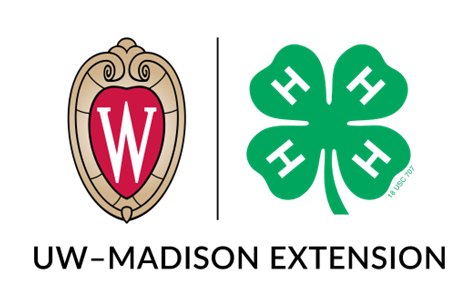 W
H H
H H
18 USC 707
UW–MADISON EXTENSION